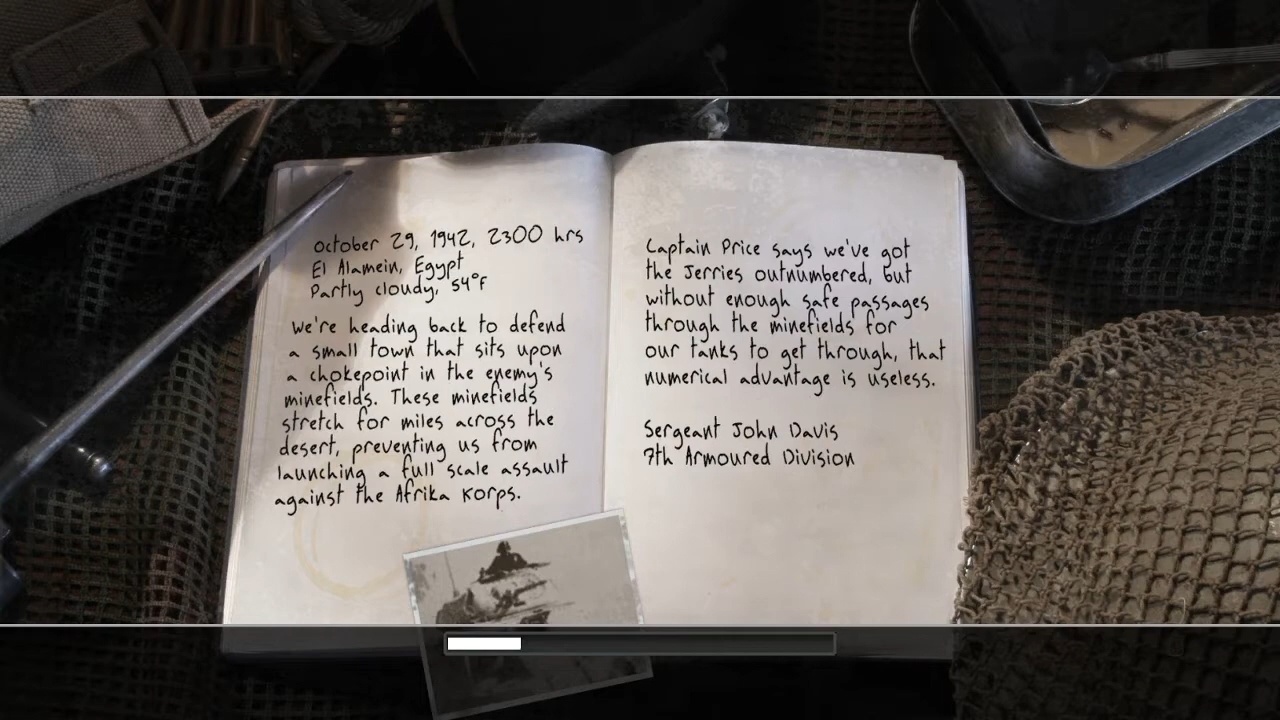 October 29, 1942, 2300 hrs
El Alamein, Egypt
Partly cloudy, 54°F
We're heading back to defend
a small town that sits upon
a chokepoint in the enemy's
minefields. These minefields
stretch for miles across the
desert, preventing us from
launching a full scale assault
against the Afrika Korps.
Captain Price says we've got
the Jerries outnumbered, but
without enough safe passages
through the minefields for
our tanks to get through, that
numerical advantage is useless.
Sergeant John Davis
7th Armoured Division